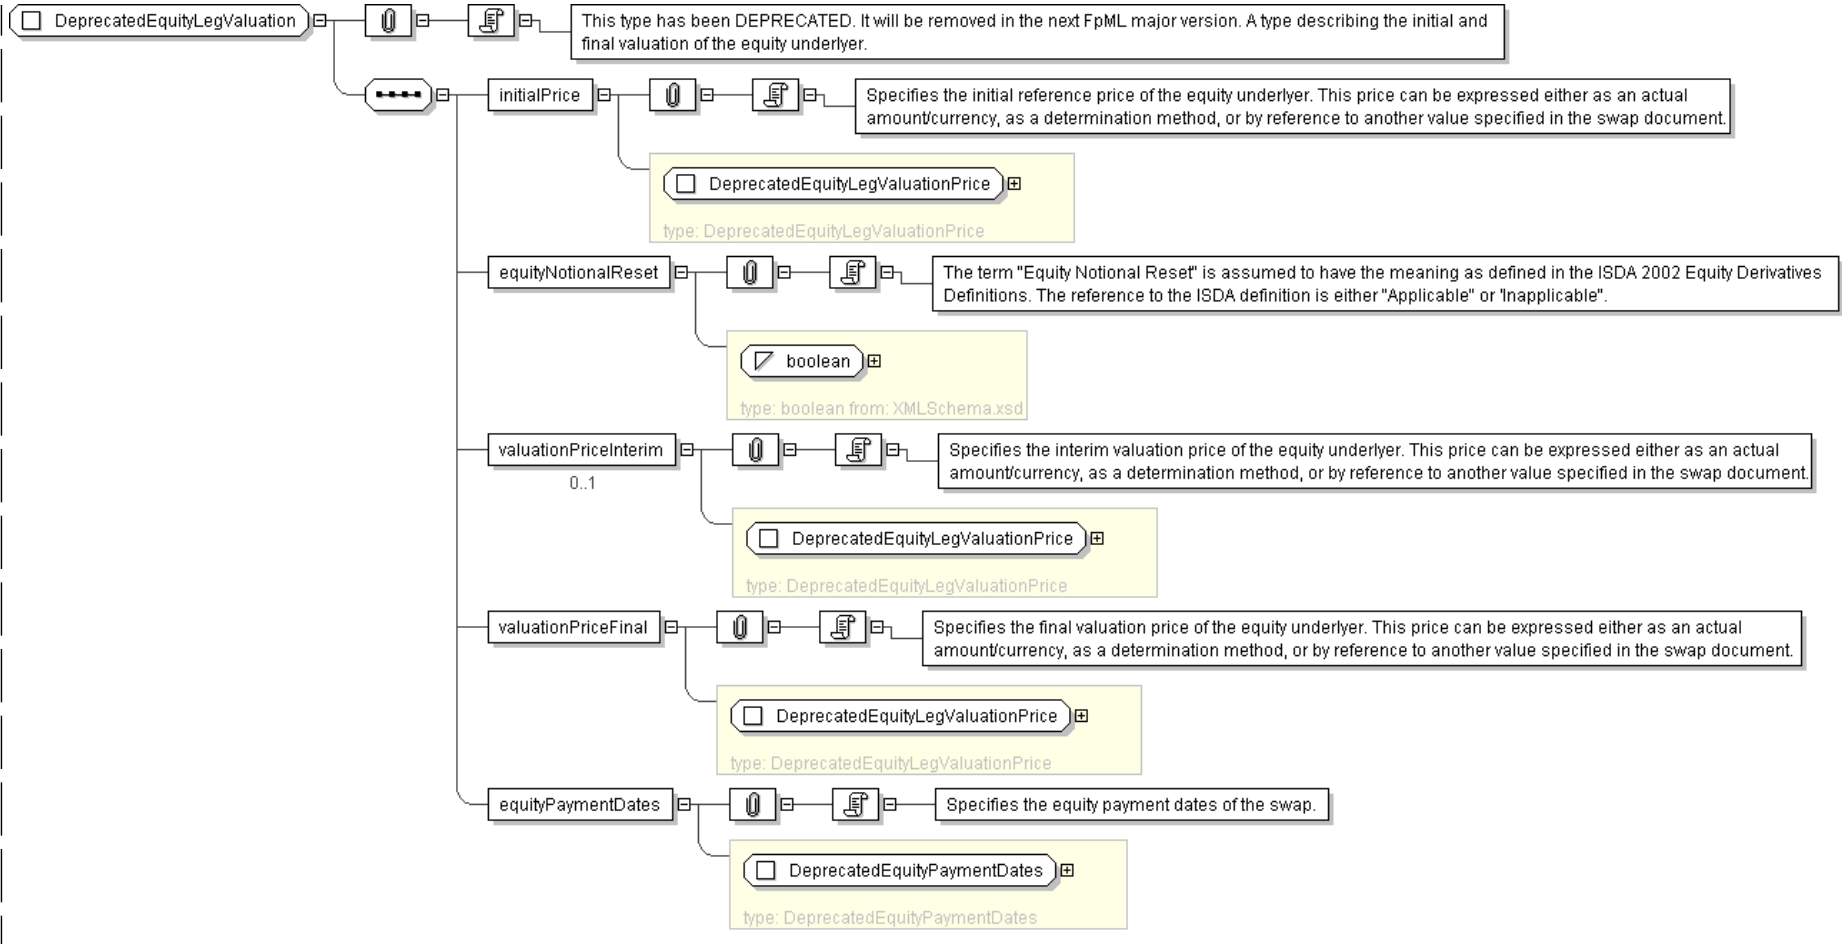 DeprecatedEquityLegValuation
This type has been DEPRECATED. It will be removed in the next FpML major version. A type describing the initial and
final valuation of the equity underlyer.
initialPrice
Specifies the initial reference price of the equity underlyer. This price can be expressed either as an actual
amount/currency, as a determination method, or by reference to another value specified in the swap document.
DeprecatedEquityLegValuationPrice
type: DeprecatedEquityLegValuationPrice
equityNotionalReset
The term "Equity Notional Reset" is assumed to have the meaning as defined in the ISDA 2002 Equity Derivatives
Definitions. The reference to the ISDA definition is either "Applicable" or 'Inapplicable".
boolean
type: boolean from: XMLSchema.xsd
valuationPriceInterim
0..1
Specifies the interim valuation price of the equity underlyer. This price can be expressed either as an actual
amount/currency, as a determination method, or by reference to another value specified in the swap document.
DeprecatedEquityLegValuationPrice
type: DeprecatedEquityLegValuationPrice
valuationPriceFinal
Specifies the final valuation price of the equity underlyer. This price can be expressed either as an actual
amount/currency, as a determination method, or by reference to another value specified in the swap document.
DeprecatedEquityLegValuationPrice
type: DeprecatedEquityLegValuationPrice
equityPaymentDates
Specifies the equity payment dates of the swap.
DeprecatedEquityPaymentDates
type: DeprecatedEquityPaymentDates